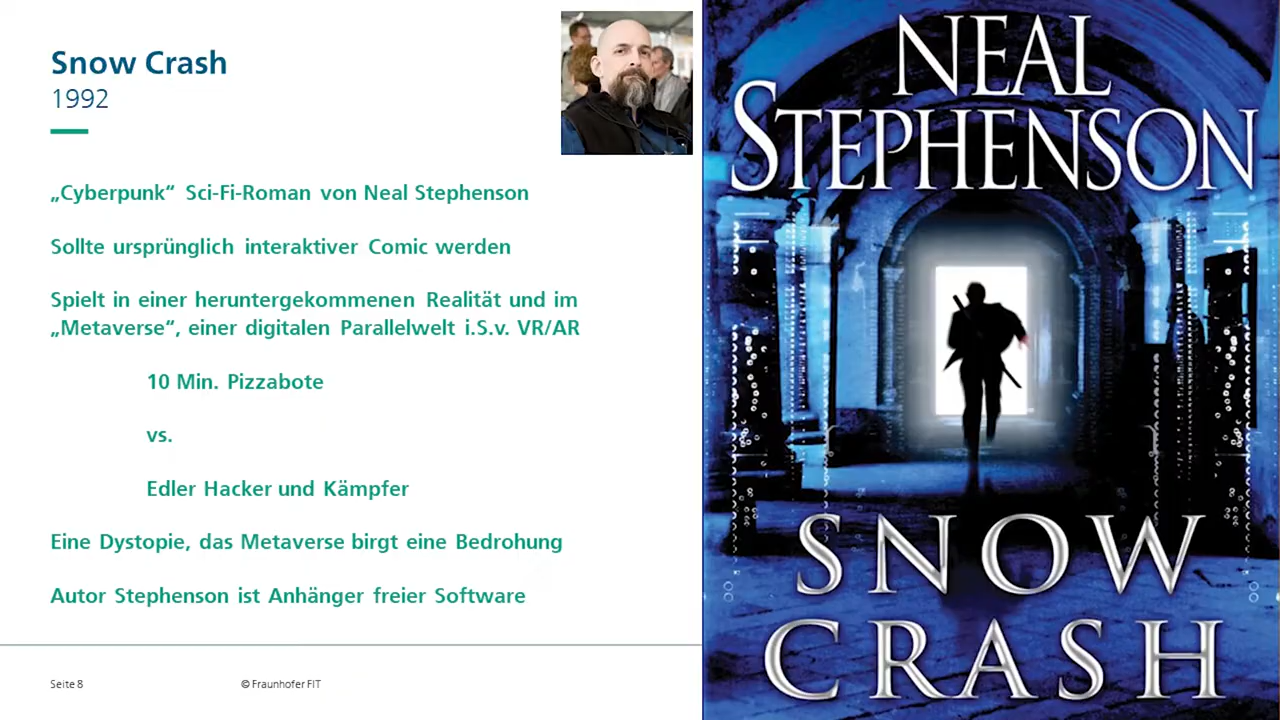 Snow Crash
1992
„Cyberpunk“ Sci-Fi-Roman von Neal Stephenson
Sollte ursprünglich interaktiver Comic werden
Spielt in einer heruntergekommenen Realität und im
„Metaverse“, einer digitalen Parallelwelt i.S.v. VR/AR
10 Min. Pizzabote
vs.
Edler Hacker und Kämpfer
Eine Dystopie, das Metaverse birgt eine Bedrohung
Autor Stephenson ist Anhänger freier Software
Seite 8
© Fraunhofer FIT
NEAL
STEPHENSON
SNOW
CRASH